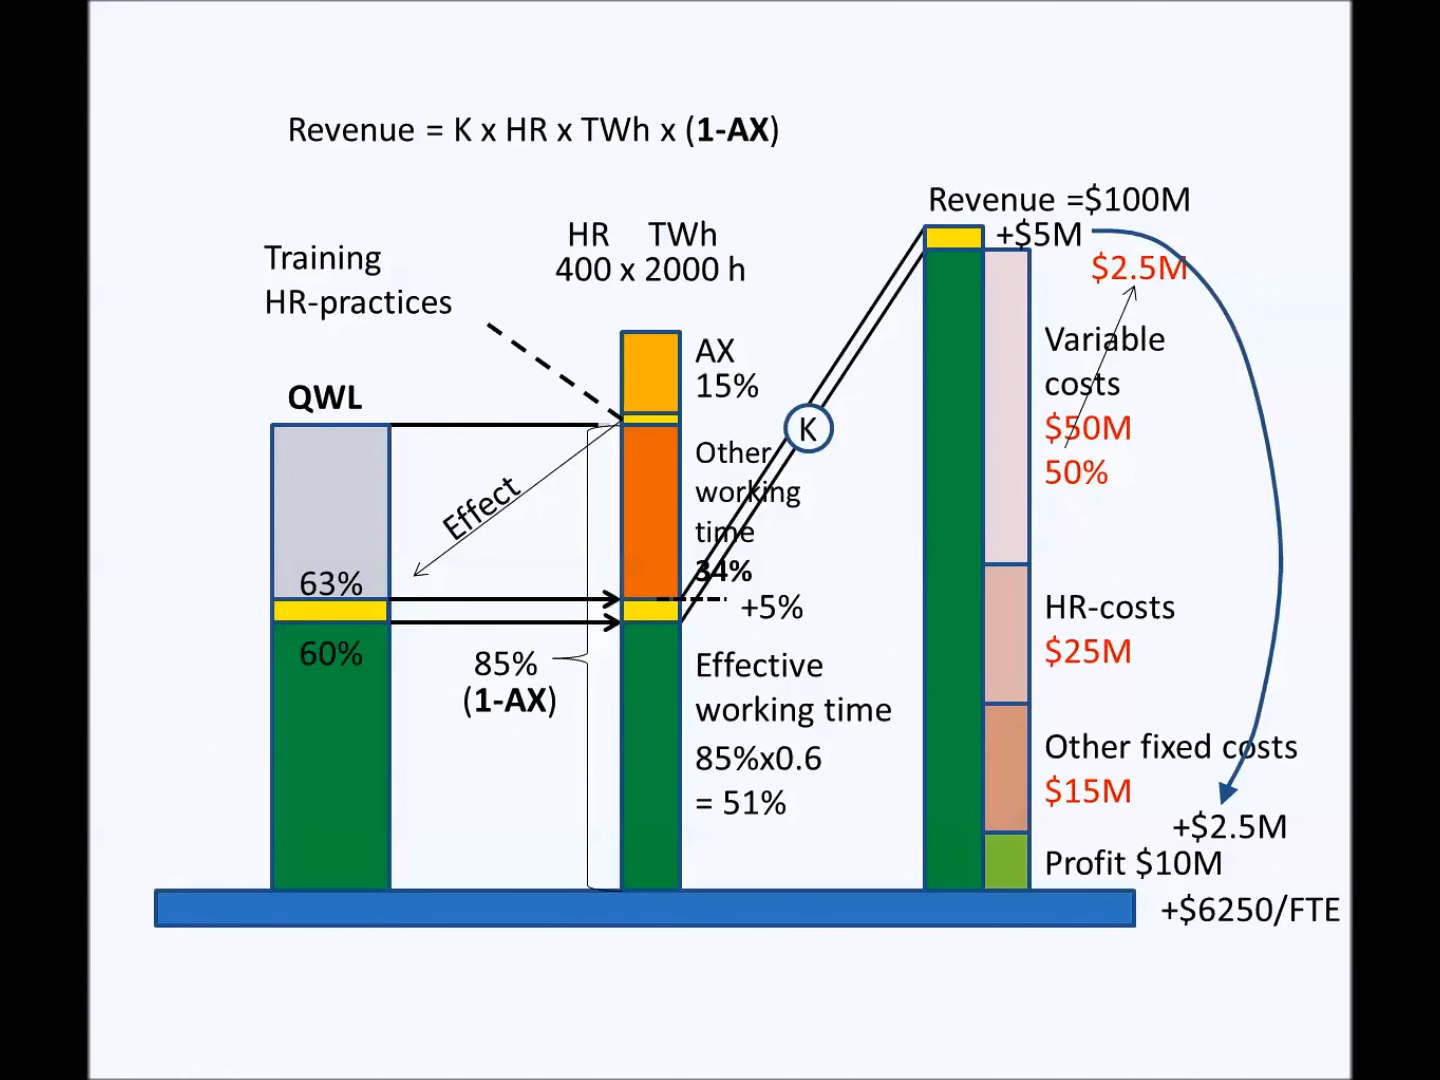 Revenue = K x HR x TWh x (1-AX)
Revenue =$100M
+$5M
$2.5M
HR TWh
400 x 2000 h
Training
HR-practices
AX
15%
QWL
K
Variable
costs
$50M
50%
Other
working
time
34%
Effect
63%
+5%
60%
85%
(1-AX)
Effective
working time
85%x0.6
= 51%
HR-costs
$25M
Other fixed costs
$15M
+$2.5M
Profit $10M
+$6250/FTE